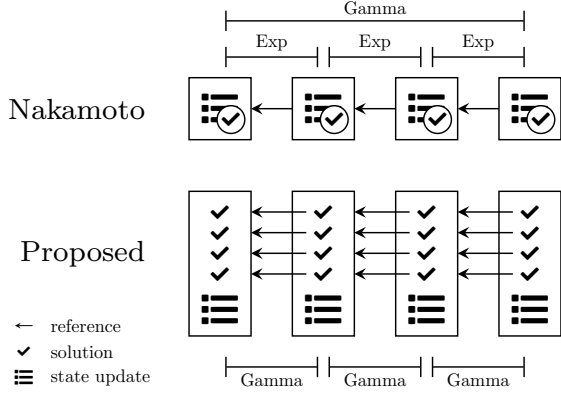 Gamma
Exp Exp Exp
Nakamoto
Proposed
reference
solution
state update
Gamma Gamma Gamma